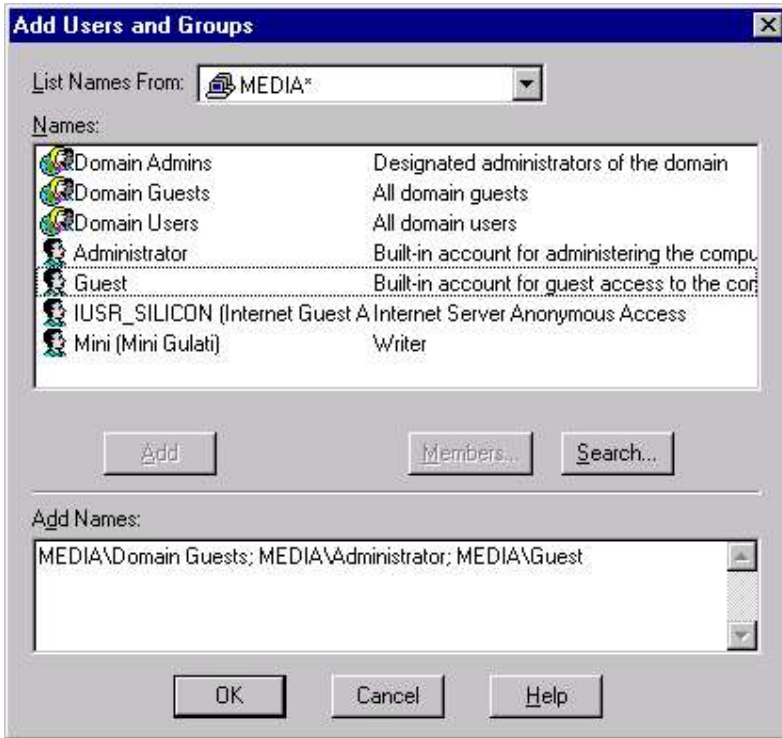 Add Users and Groups
List Names From: MEDIA*
Names:
Domain Admins Designated administrators of the domain
Domain Guests All domain guests
Domain Users All domain users
Administrator Built-in account for administering the compu
Guest Built-in account for guest access to the con
IUSR_SILICON (Internet Guest A Internet Server Anonymous Access
Mini (Mini Gulati) Writer
Add Members... Search...
Add Names:
MEDIA\Domain Guests; MEDIA\Administrator; MEDIA\Guest
OK Cancel Help